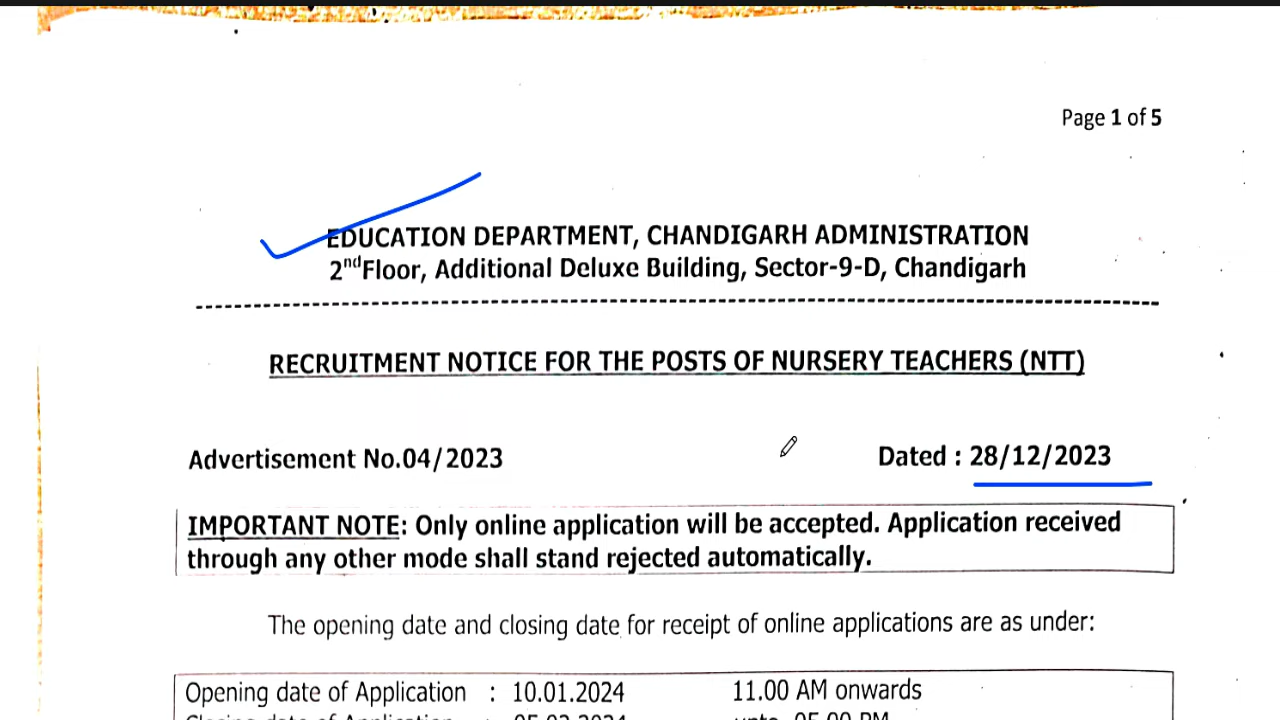 Page 1 of 5
EDUCATION DEPARTMENT, CHANDIGARH ADMINISTRATION
2nd Floor, Additional Deluxe Building, Sector-9-D, Chandigarh
RECRUITMENT NOTICE FOR THE POSTS OF NURSERY TEACHERS (NTT)
Advertisement No.04/2023 Dated : 28/12/2023
IMPORTANT NOTE: Only online application will be accepted. Application received
through any other mode shall stand rejected automatically.
The opening date and closing date for receipt of online applications are as under:
Opening date of Application : 10.01.2024 11.00 AM onwards